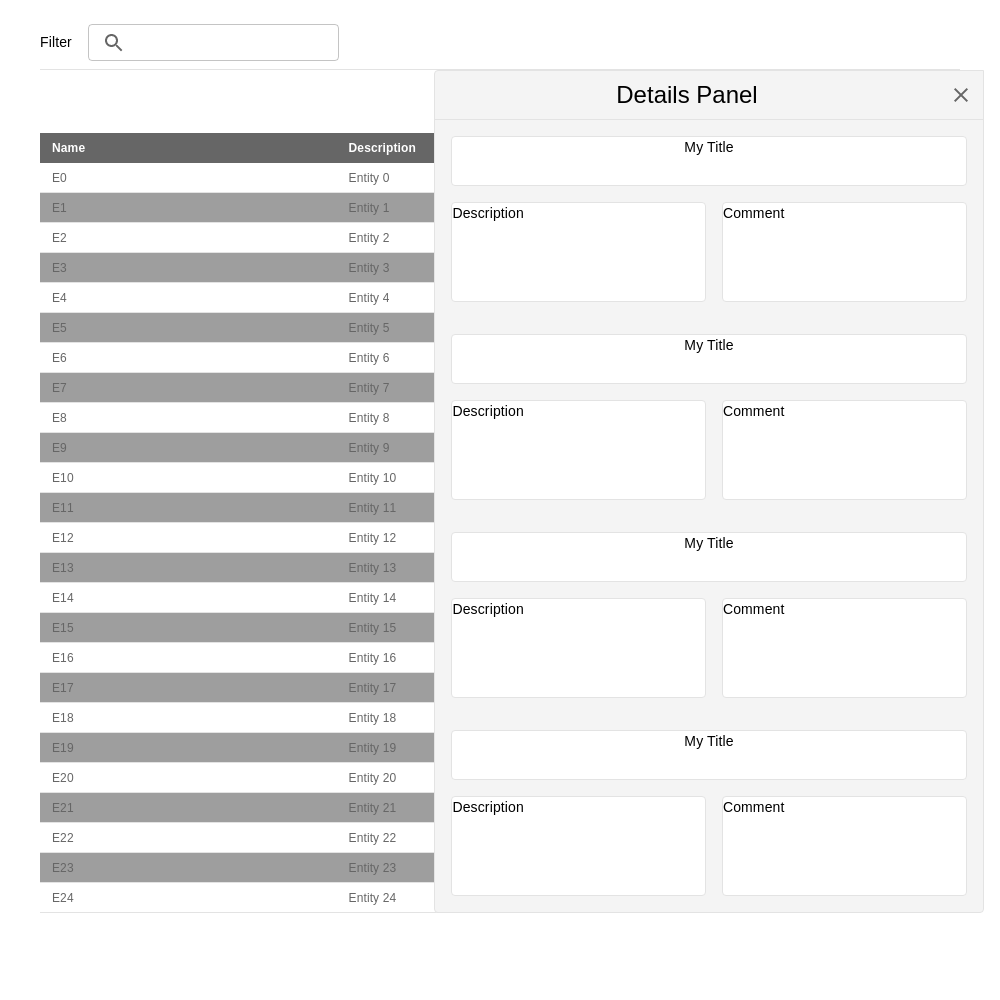 Filter
Name Description
E0 Entity 0
E1 Entity 1
E2 Entity 2
E3 Entity 3
E4 Entity 4
E5 Entity 5
E6 Entity 6
E7 Entity 7
E8 Entity 8
E9 Entity 9
E10 Entity 10
E11 Entity 11
E12 Entity 12
E13 Entity 13
E14 Entity 14
E15 Entity 15
E16 Entity 16
E17 Entity 17
E18 Entity 18
E19 Entity 19
E20 Entity 20
E21 Entity 21
E22 Entity 22
E23 Entity 23
E24 Entity 24
Details Panel
My Title
Description Comment
My Title
Description Comment
My Title
Description Comment
My Title
Description Comment